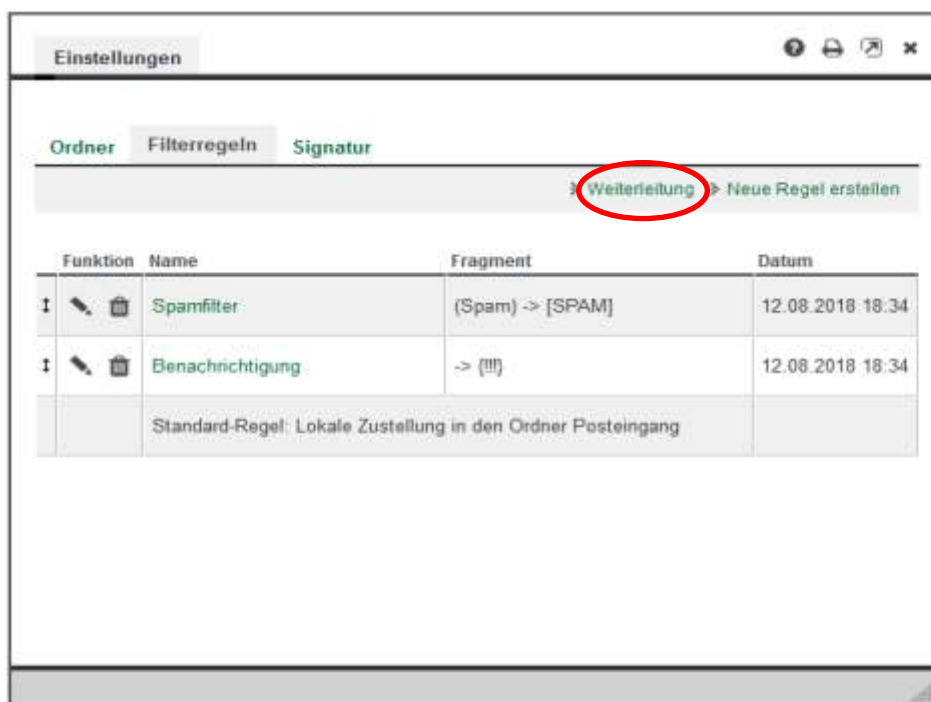 Einstellungen
Ordner Filterregeln Signatur
Weiterleitung Neue Regel erstellen
Funktion Name Fragment Datum
Spamfilter (Spam) -> [SPAM] 12.08.2018 18:34
Benachrichtigung -> {!!!} 12.08.2018 18:34
Standard-Regel: Lokale Zustellung in den Ordner Posteingang